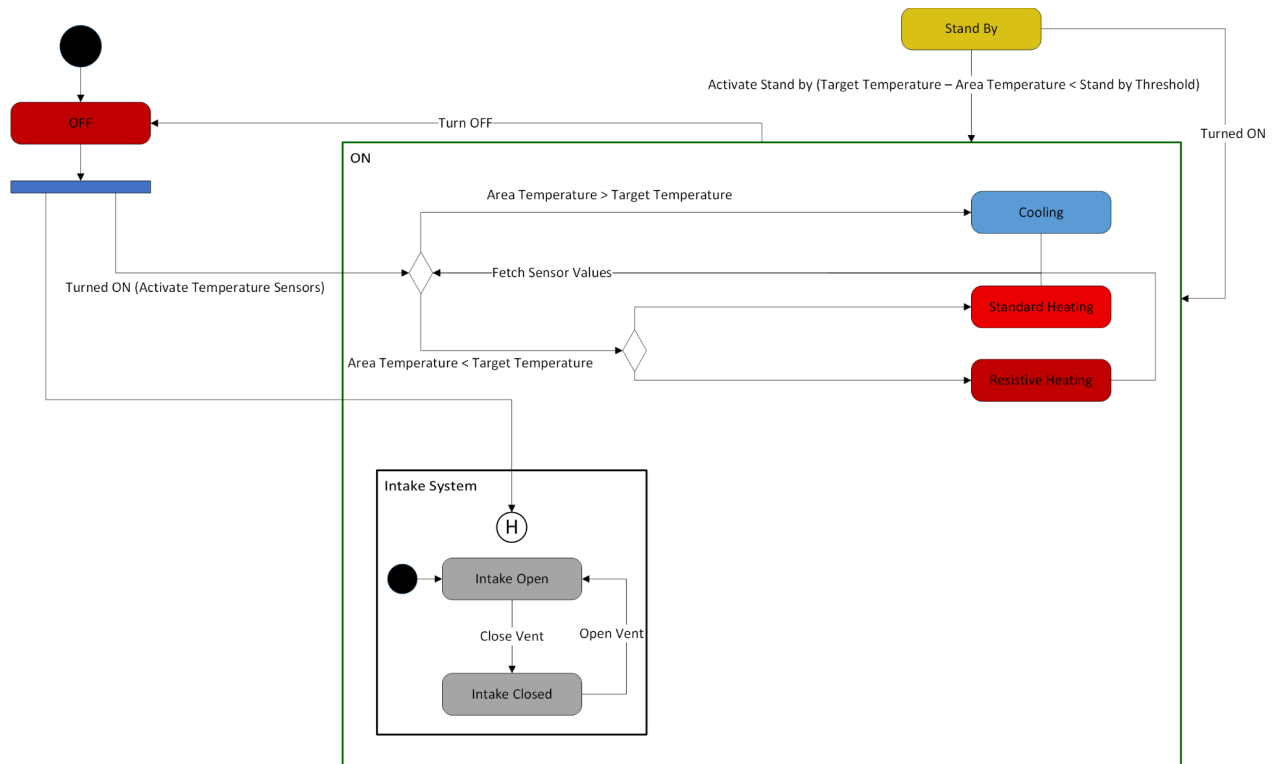 Stand By
Activate Stand by (Target Temperature – Area Temperature < Stand by Threshold)
OFF
Turn OFF
Turned ON
ON
Area Temperature > Target Temperature
Cooling
Fetch Sensor Values
Turned ON (Activate Temperature Sensors)
Standard Heating
Area Temperature < Target Temperature
Resistive Heating
Intake System
H
Intake Open
Close Vent
Open Vent
Intake Closed